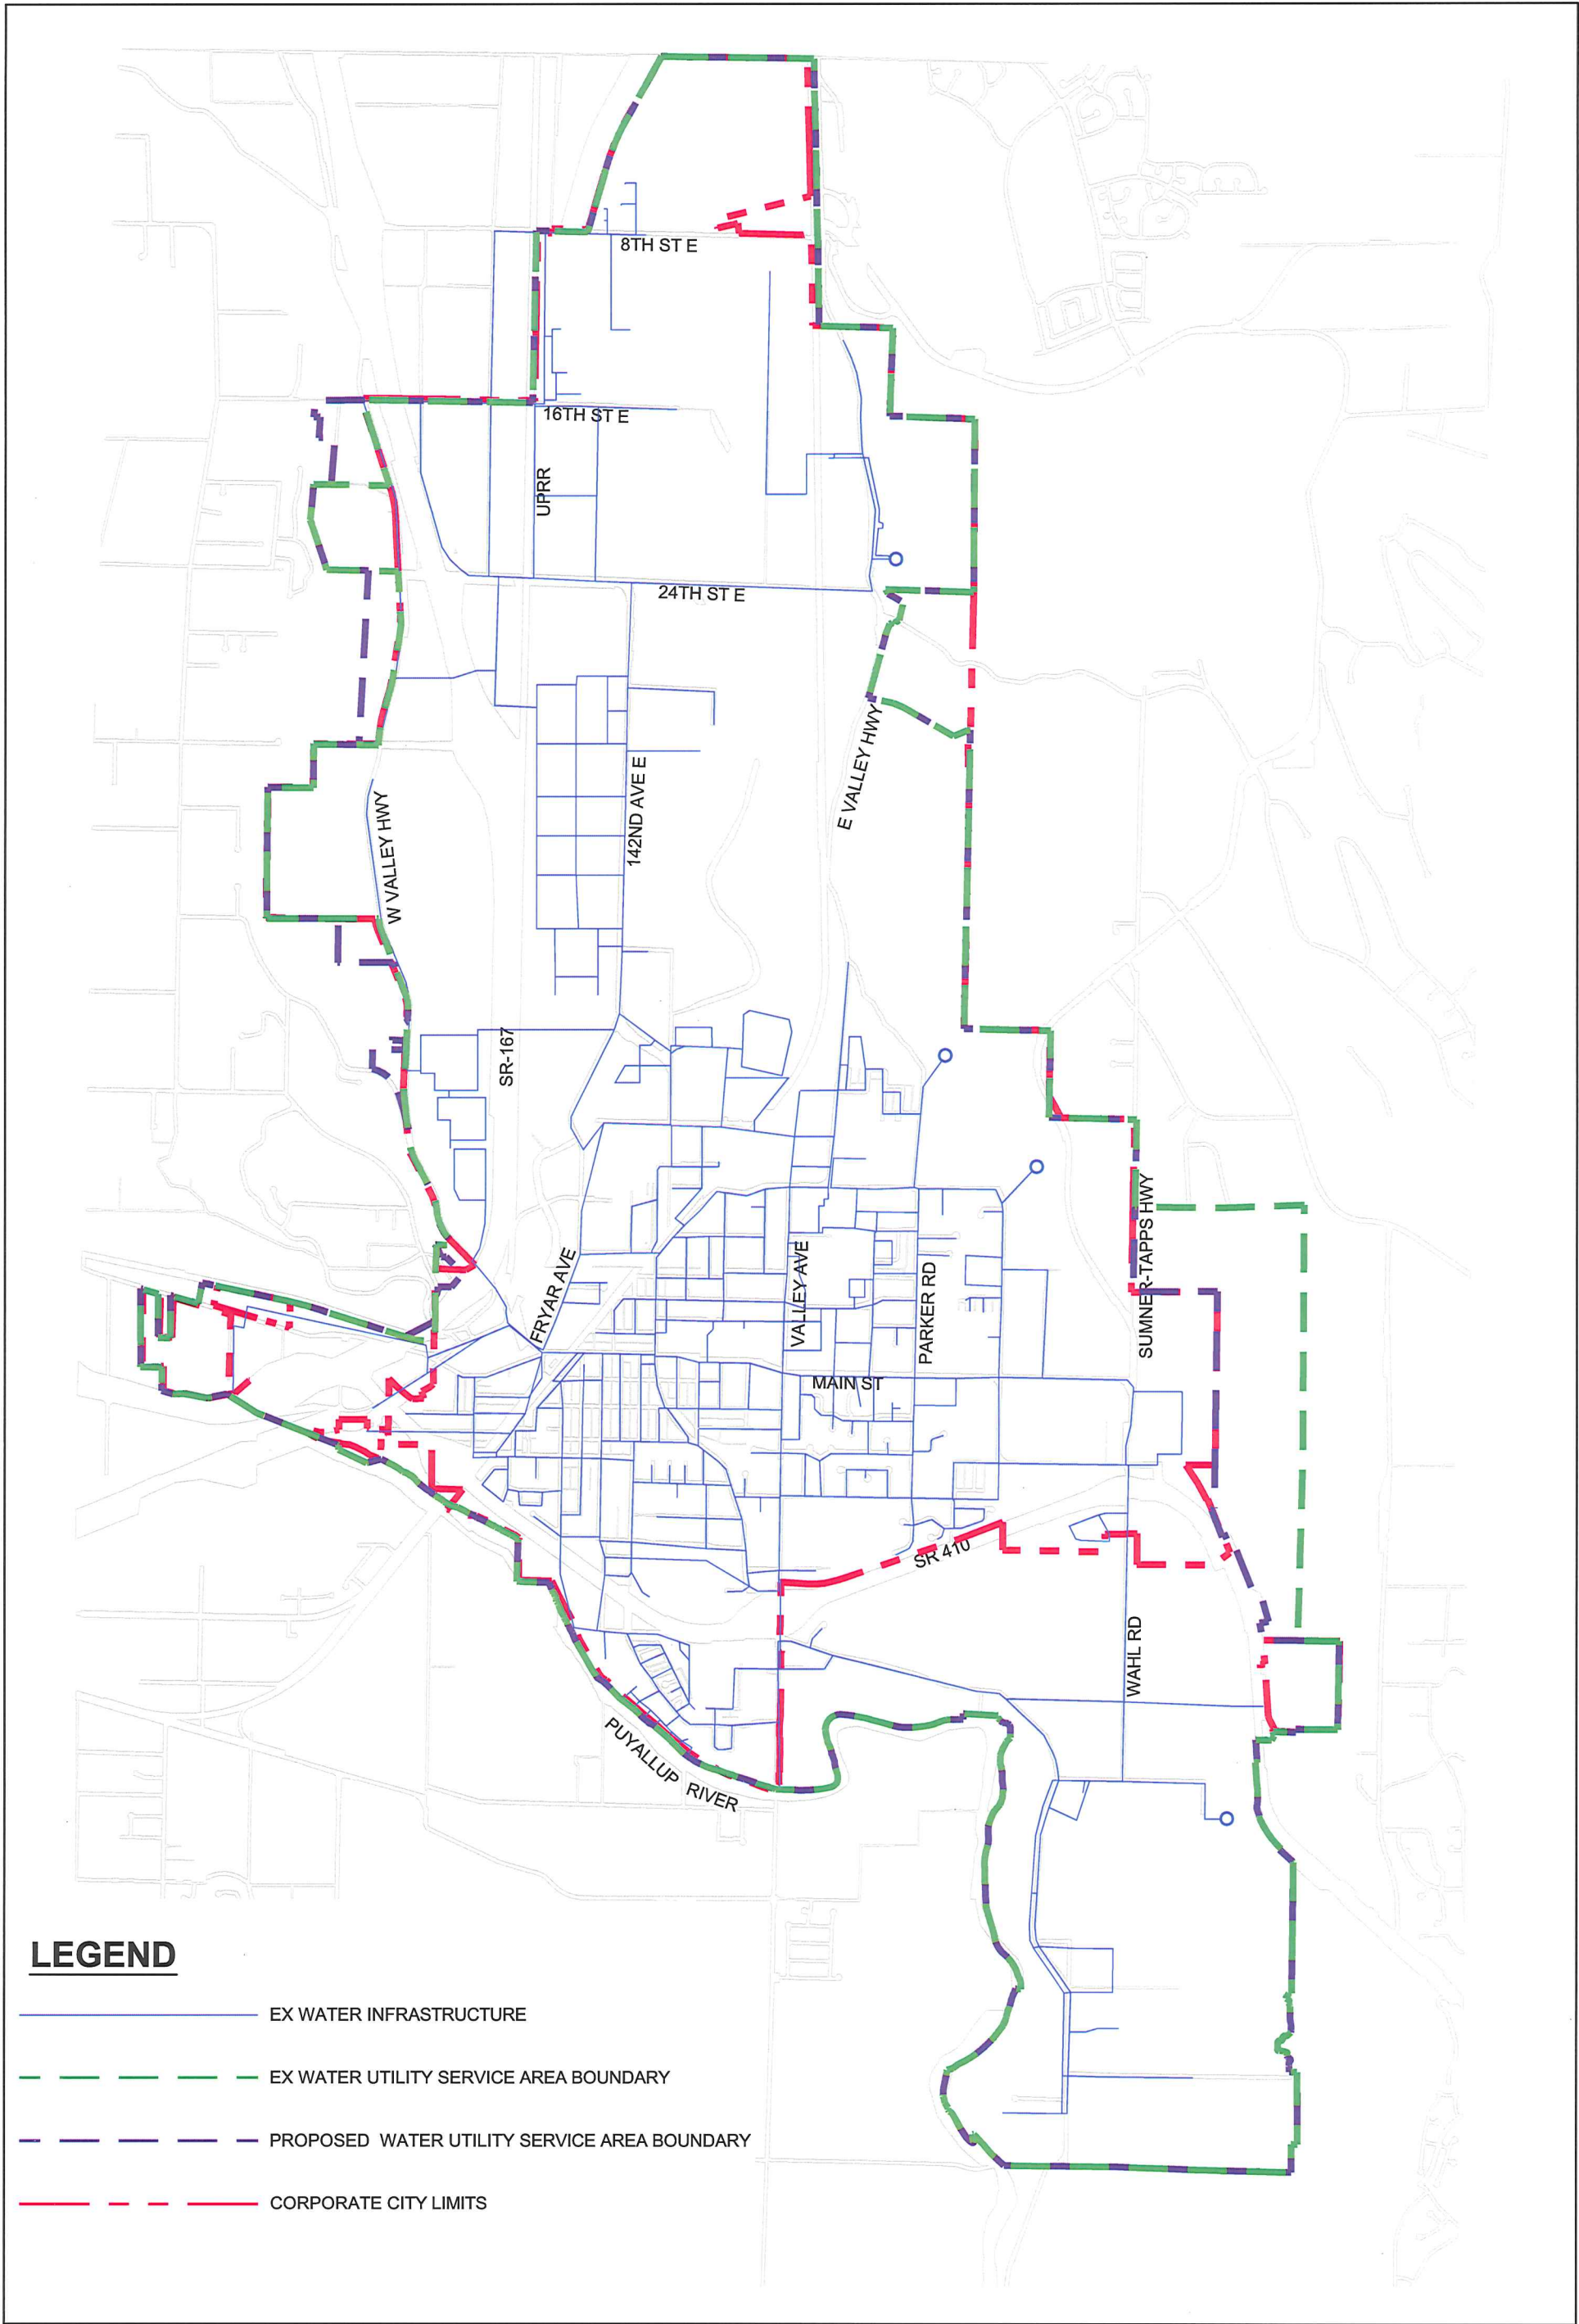 8TH ST E
16TH ST E
UPRR
24TH ST E
E VALLEY HWY
142ND AVE E
W VALLEY HWY
SR-167
SUMNER-TAPPS HWY
FRYAR AVE
VALLEY AVE
PARKER RD
MAIN ST
SR 410
WAHL RD
PUYALLUP RIVER
LEGEND
EX WATER INFRASTRUCTURE
EX WATER UTILITY SERVICE AREA BOUNDARY
PROPOSED WATER UTILITY SERVICE AREA BOUNDARY
CORPORATE CITY LIMITS